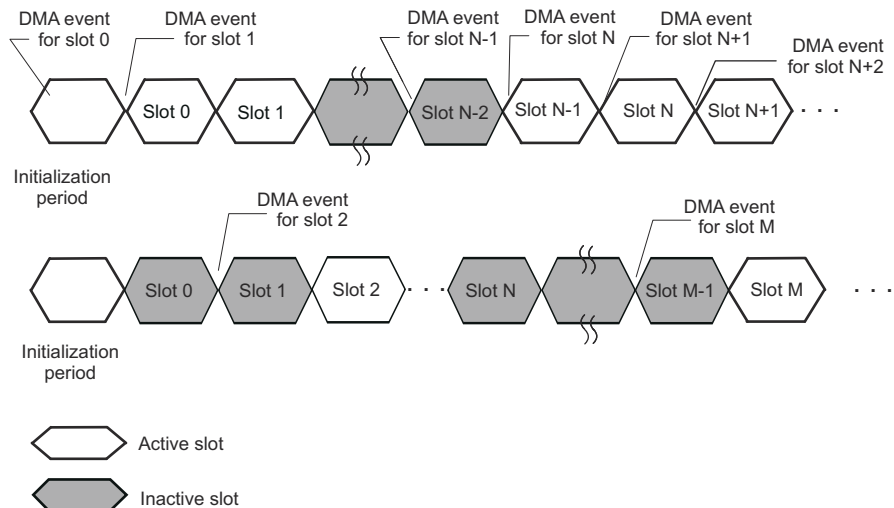 DMA event
for slot 0
DMA event
for slot 1
DMA event
for slot N-1
DMA event
for slot N
DMA event
for slot N+1
DMA event
for slot N+2
Slot 0
Slot 1
Slot N-2
Slot N-1
Slot N
Slot N+1
. . .
Initialization
period
DMA event
for slot 2
DMA event
for slot M
Slot 0
Slot 1
Slot 2
. . .
Slot N
Slot M-1
Slot M
. . .
Initialization
period
Active slot
Inactive slot